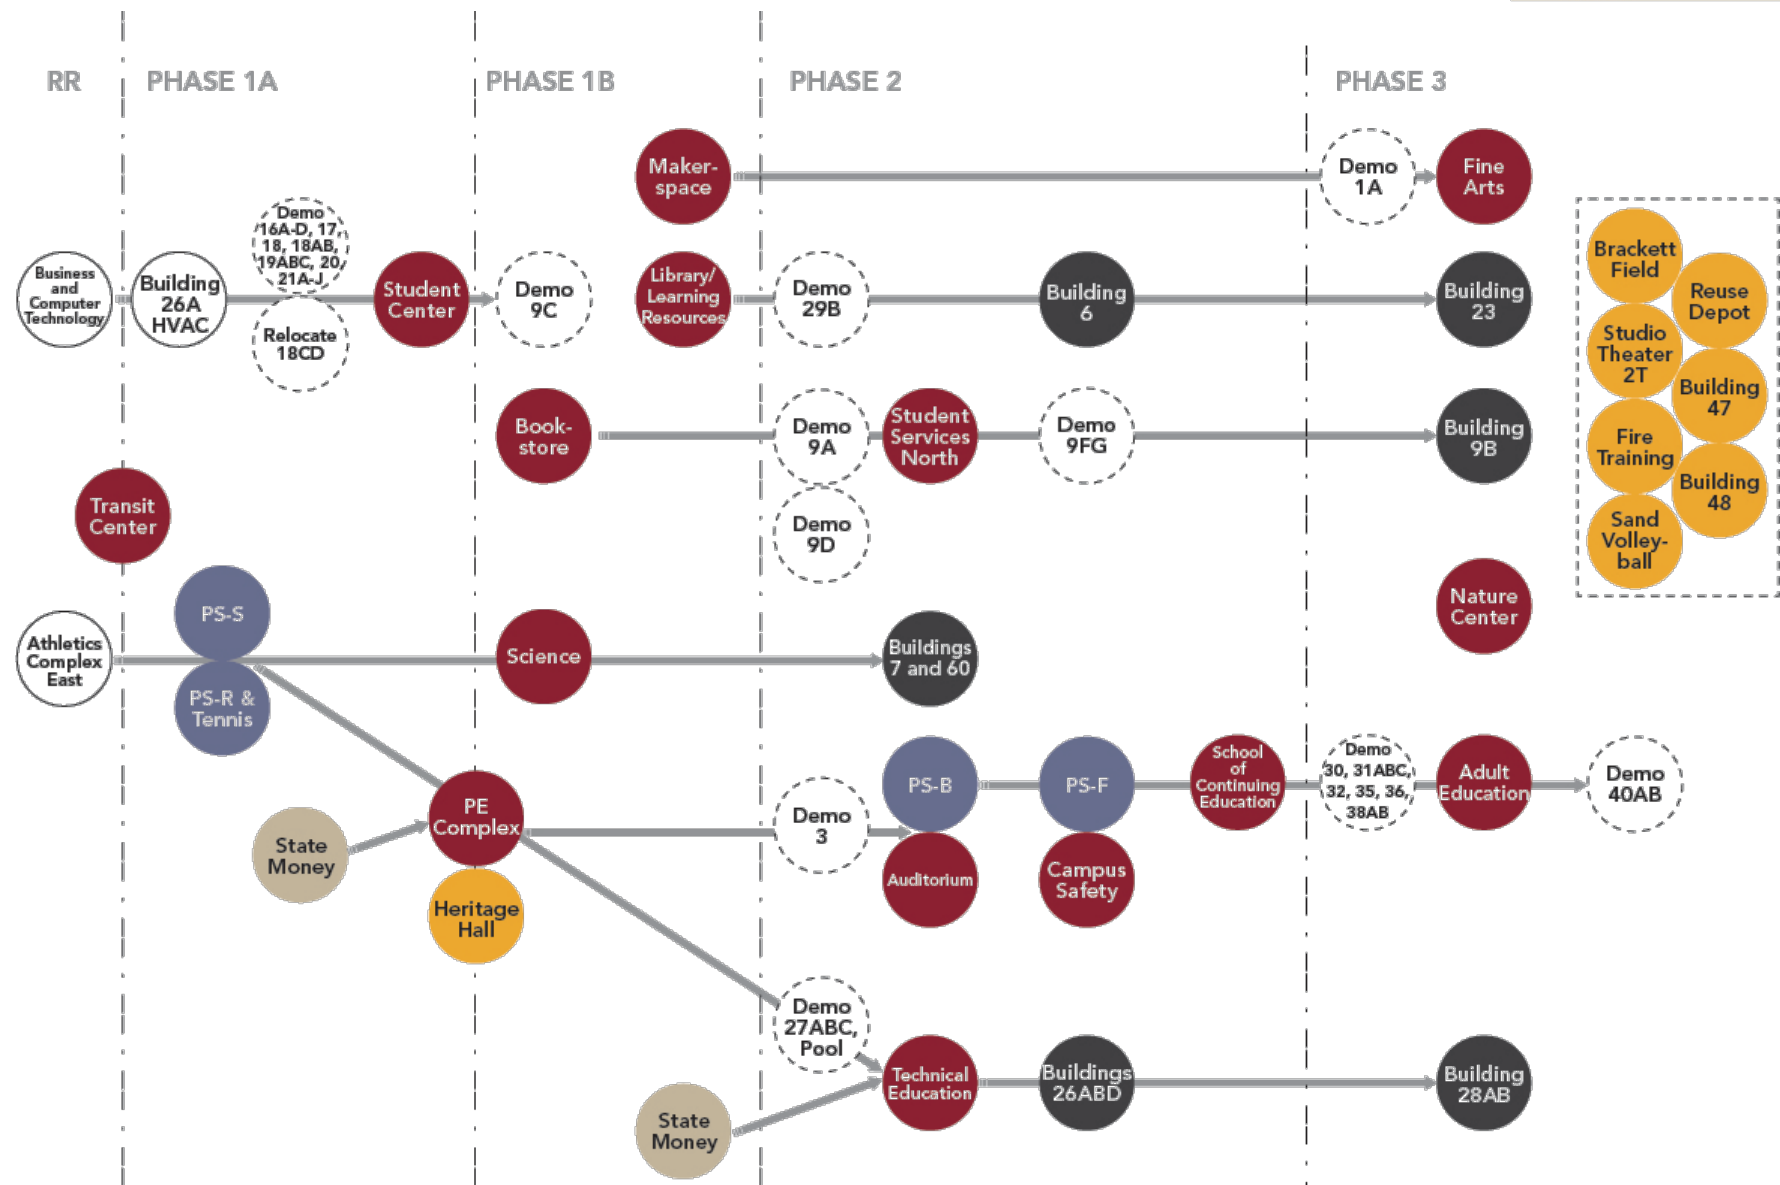 RR
PHASE 1A
PHASE 1B
PHASE 2
PHASE 3
Maker-
space
Demo
1A
Fine
Arts
Business
and
Computer
Technology
Building
26A
HVAC
Demo
16A-D, 17,
18, 18AB,
19ABC, 20,
21A-J
Relocate
18CD
Student
Center
Demo
9C
Library/
Learning
Resources
Demo
29B
Building
6
Building
23
Brackett
Field
Reuse
Depot
Studio
Theater
2T
Building
47
Fire
Training
Building
48
Sand
Volley-
ball
Book-
store
Demo
9A
Student
Services
North
Demo
9FG
Building
9B
Demo
9D
Transit
Center
Nature
Center
PS-S
Athletics
Complex
East
PS-R &
Tennis
Science
Buildings
7 and 60
PE
Complex
State
Money
Heritage
Hall
Demo
3
PS-B
Auditorium
PS-F
Campus
Safety
School
of
Continuing
Education
Demo
30, 31ABC,
32, 35, 36,
38AB
Adult
Education
Demo
40AB
Demo
27ABC,
Pool
State
Money
Technical
Education
Buildings
26ABD
Building
28AB